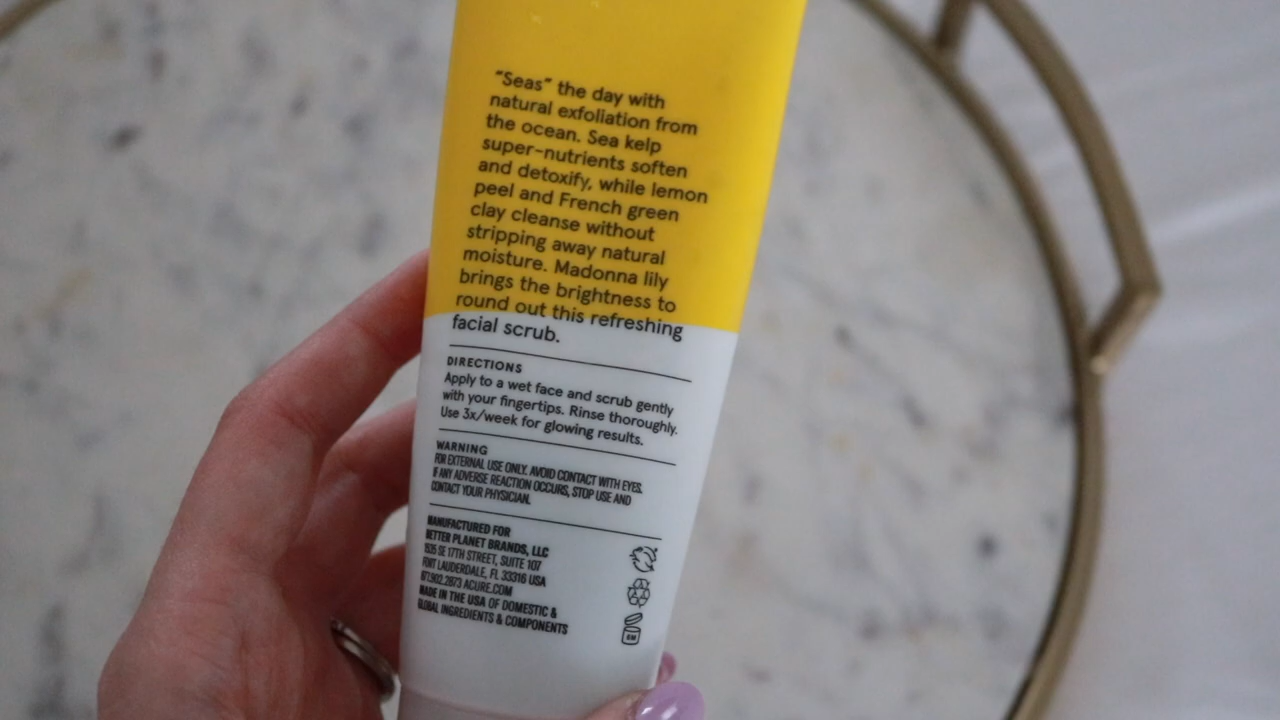 “Seas” the day with
natural exfoliation from
the ocean. Sea kelp
super-nutrients soften
and detoxify, while lemon
peel and French green
clay cleanse without
stripping away natural
moisture. Madonna lily
brings the brightness to
round out this refreshing
facial scrub.
DIRECTIONS
Apply to a wet face and scrub gently
with your fingertips. Rinse thoroughly.
Use 3x/week for glowing results.
WARNING
FOR EXTERNAL USE ONLY. AVOID CONTACT WITH EYES.
IF ANY ADVERSE REACTION OCCURS, STOP USE AND
CONTACT YOUR PHYSICIAN.
MANUFACTURED FOR
BETTER PLANET BRANDS, LLC
1535 SE 17TH STREET, SUITE 107
FORT LAUDERDALE, FL 33316 USA
877.902.2873 ACURE.COM
MADE IN THE USA OF DOMESTIC &
GLOBAL INGREDIENTS & COMPONENTS